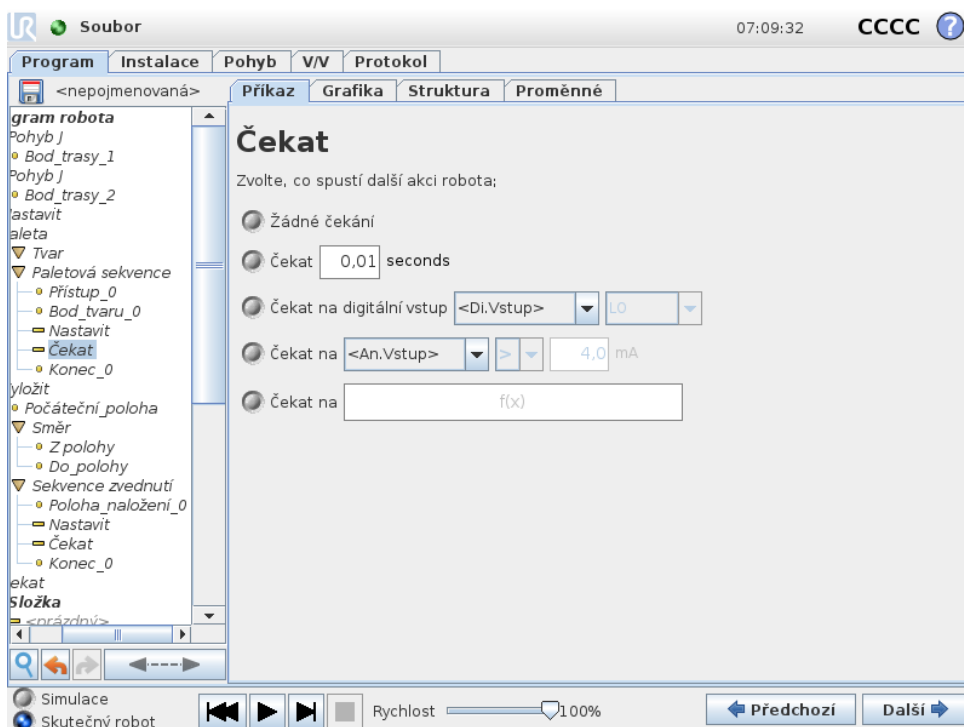 UR Soubor 07:09:32 CCCC ?
Program Instalace Pohyb V/V Protokol
<nepojmenovaná> Příkaz Grafika Struktura Proměnné
gram robota
Pohyb J
Bod_trasy_1
Pohyb J
Bod_trasy_2
astavit
aleta
Tvar
Paletová sekvence
Přístup_0
Bod_tvaru_0
Nastavit
Čekat
Konec_0
yložit
Počáteční_poloha
Směr
Z polohy
Do_polohy
Sekvence zvednutí
Poloha_naložení_0
Nastavit
Čekat
Konec_0
ekat
Složka
<prázdný>
Čekat
Zvolte, co spustí další akci robota;
Žádné čekání
Čekat 0,01 seconds
Čekat na digitální vstup <Di.Vstup> LO
Čekat na <An.Vstup> > 4,0 mA
Čekat na f(x)
Simulace
Skutečný robot
Rychlost 100%
Předchozí Další